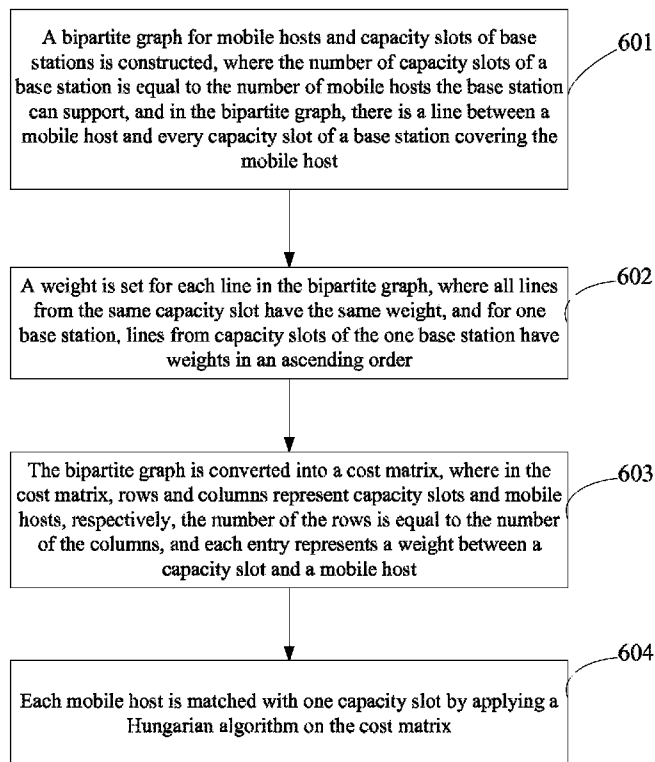 A bipartite graph for mobile hosts and capacity slots of base
stations is constructed, where the number of capacity slots of a
base station is equal to the number of mobile hosts the base station
can support, and in the bipartite graph, there is a line between a
mobile host and every capacity slot of a base station covering the
mobile host
601
A weight is set for each line in the bipartite graph, where all lines
from the same capacity slot have the same weight, and for one
base station, lines from capacity slots of the one base station have
weights in an ascending order
602
The bipartite graph is converted into a cost matrix, where in the
cost matrix, rows and columns represent capacity slots and mobile
hosts, respectively, the number of the rows is equal to the number
of the columns, and each entry represents a weight between a
capacity slot and a mobile host
603
Each mobile host is matched with one capacity slot by applying a
Hungarian algorithm on the cost matrix
604